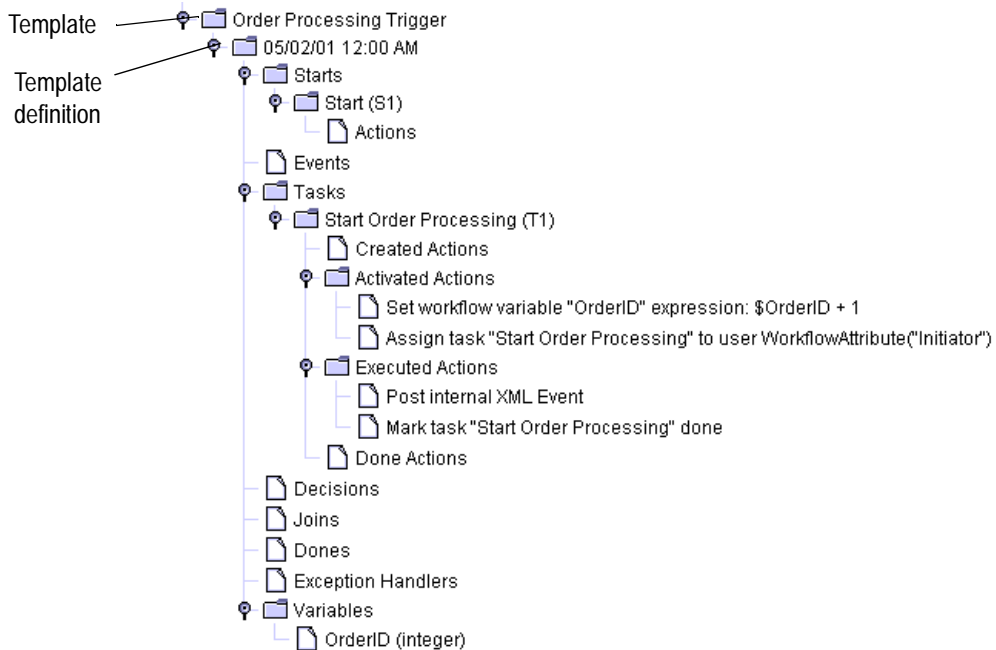 Template
Order Processing Trigger
Template
definition
05/02/01 12:00 AM
Starts
Start (S1)
Actions
Events
Tasks
Start Order Processing (T1)
Created Actions
Activated Actions
Set workflow variable "OrderID" expression: $OrderID + 1
Assign task "Start Order Processing" to user WorkflowAttribute("Initiator")
Executed Actions
Post internal XML Event
Mark task "Start Order Processing" done
Done Actions
Decisions
Joins
Dones
Exception Handlers
Variables
OrderID (integer)